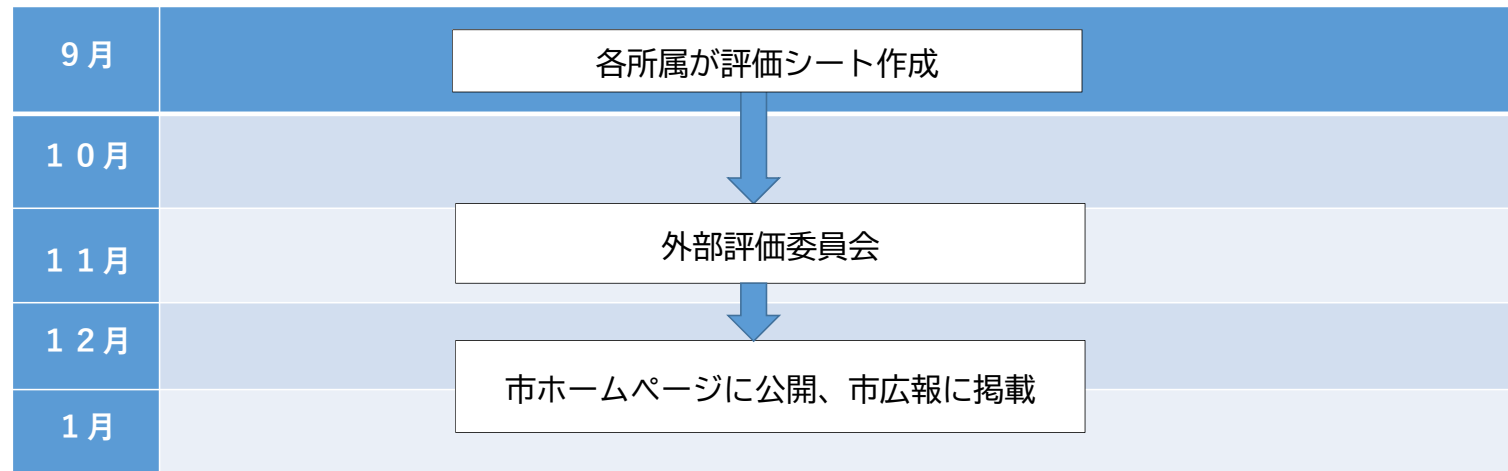 ９月
各所属が評価シート作成
１０月
外部評価委員会
１１月
１２月
市ホームページに公開、市広報に掲載
１月